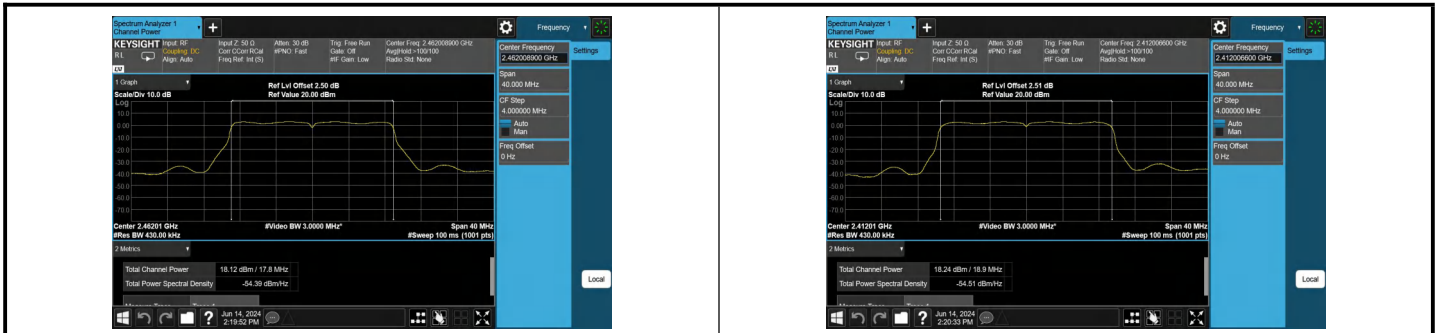 Spectrum Analyzer 1
Channel Power
Frequency
KEYSIGHT
Input: RF
Coupling: DC
Align: Auto
Input Z: 50 Ω
Corr CCorr RCal
Freq Ref: Int (S)
Atten: 30 dB
#PNO: Fast
Trig: Free Run
Gate: Off
#IF Gain: Low
Center Freq: 2.462008900 GHz
Avg|Hold:>100/100
Radio Std: None
RL
LXI
Center Frequency
2.462008900 GHz
Settings
Span
40.000 MHz
CF Step
4.000000 MHz
Auto
Man
Freq Offset
0 Hz
1 Graph
Scale/Div 10.0 dB
Ref Lvl Offset 2.50 dB
Ref Value 20.00 dBm
Log
10.0
0.00
-10.0
-20.0
-30.0
-40.0
-50.0
-60.0
-70.0
Center 2.46201 GHz
#Res BW 430.00 kHz
#Video BW 3.0000 MHz*
Span 40 MHz
#Sweep 100 ms (1001 pts)
2 Metrics
Total Channel Power 18.12 dBm / 17.8 MHz
Total Power Spectral Density -54.39 dBm/Hz
Local
Jun 14, 2024
2:19:52 PM
Spectrum Analyzer 1
Channel Power
Frequency
KEYSIGHT
Input: RF
Coupling: DC
Align: Auto
Input Z: 50 Ω
Corr CCorr RCal
Freq Ref: Int (S)
Atten: 30 dB
#PNO: Fast
Trig: Free Run
Gate: Off
#IF Gain: Low
Center Freq: 2.412006600 GHz
Avg|Hold:>100/100
Radio Std: None
RL
LXI
Center Frequency
2.412006600 GHz
Settings
Span
40.000 MHz
CF Step
4.000000 MHz
Auto
Man
Freq Offset
0 Hz
1 Graph
Scale/Div 10.0 dB
Ref Lvl Offset 2.51 dB
Ref Value 20.00 dBm
Log
10.0
0.00
-10.0
-20.0
-30.0
-40.0
-50.0
-60.0
-70.0
Center 2.41201 GHz
#Res BW 430.00 kHz
#Video BW 3.0000 MHz*
Span 40 MHz
#Sweep 100 ms (1001 pts)
2 Metrics
Total Channel Power 18.24 dBm / 18.9 MHz
Total Power Spectral Density -54.51 dBm/Hz
Local
Jun 14, 2024
2:20:33 PM